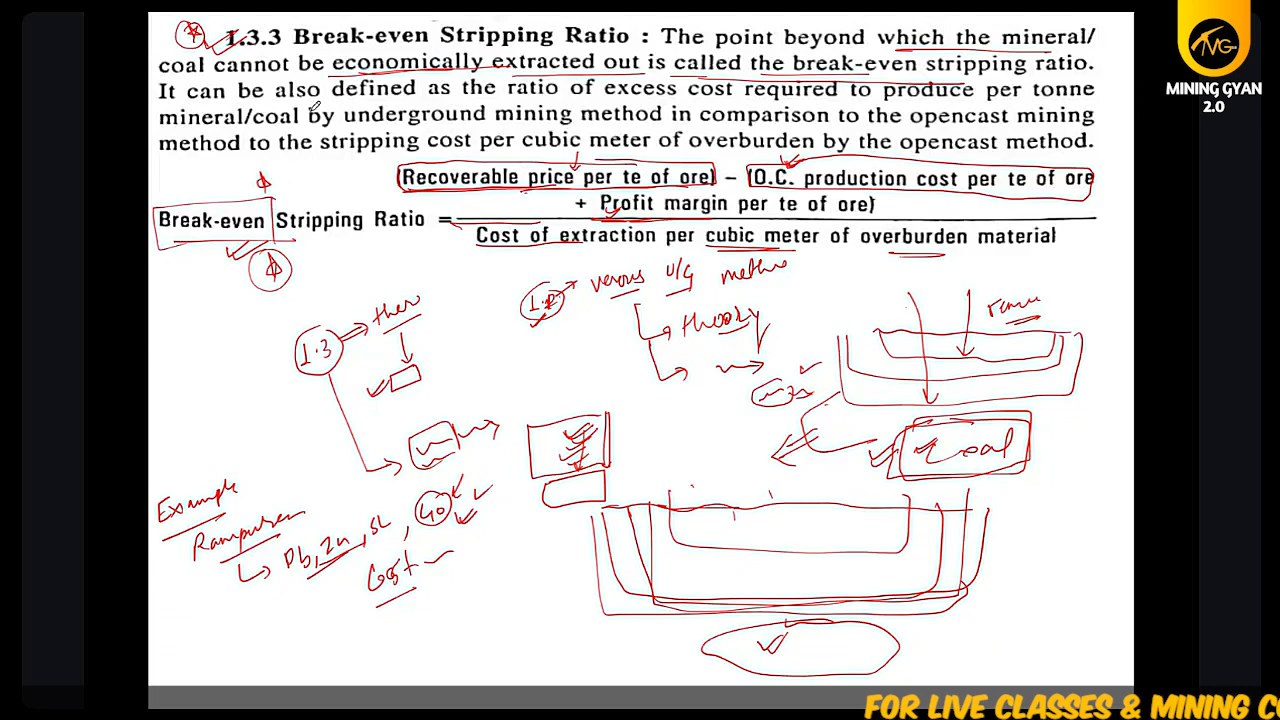 1.3.3 Break-even Stripping Ratio : The point beyond which the mineral/
coal cannot be economically extracted out is called the break-even stripping ratio.
It can be also defined as the ratio of excess cost required to produce per tonne
mineral/coal by underground mining method in comparison to the opencast mining
method to the stripping cost per cubic meter of overburden by the opencast method.
(Recoverable price per te of ore) – (O.C. production cost per te of ore
+ Profit margin per te of ore)
Break-even Stripping Ratio =
Cost of extraction per cubic meter of overburden material
TVG
MINING GYAN
2.0
U/G
theory
1.3
Coal
Example
Pb, Zn
Cost
FOR LIVE CLASSES & MINING C